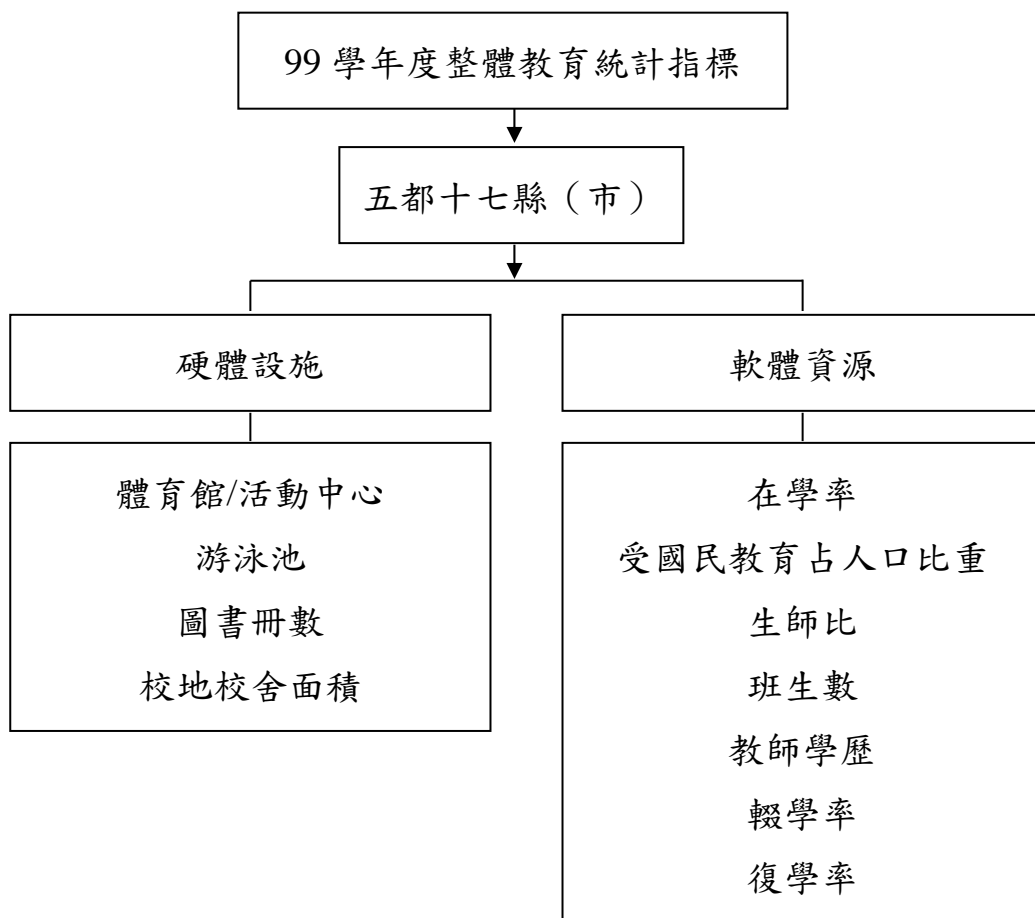 99 學年度整體教育統計指標
五都十七縣（市）
硬體設施
體育館/活動中心
游泳池
圖書冊數
校地校舍面積
軟體資源
在學率
受國民教育占人口比重
生師比
班生數
教師學歷
輟學率
復學率